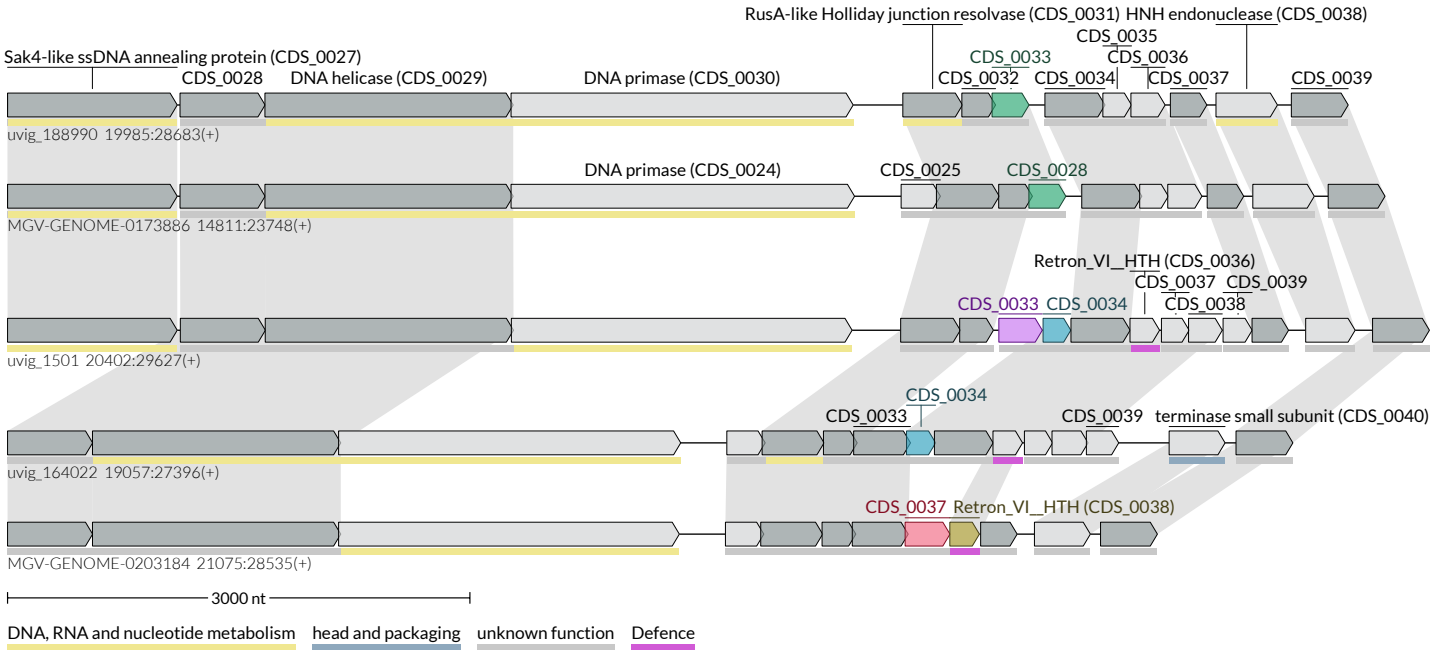 RusA-like Holliday junction resolvase (CDS_0031) HNH endonuclease (CDS_0038)
CDS_0035
Sak4-like ssDNA annealing protein (CDS_0027) CDS_0033 CDS_0036
CDS_0028 DNA helicase (CDS_0029) DNA primase (CDS_0030) CDS_0032 CDS_0034 CDS_0037 CDS_0039
uvig_188990 19985:28683(+)
DNA primase (CDS_0024) CDS_0025 CDS_0028
MGV-GENOME-0173886 14811:23748(+)
Retron_VI__HTH (CDS_0036)
CDS_0037 CDS_0039
CDS_0033 CDS_0034 CDS_0038
uvig_1501 20402:29627(+)
CDS_0034
CDS_0033 CDS_0039 terminase small subunit (CDS_0040)
uvig_164022 19057:27396(+)
CDS_0037 Retron_VI__HTH (CDS_0038)
MGV-GENOME-0203184 21075:28535(+)
3000 nt
DNA, RNA and nucleotide metabolism head and packaging unknown function Defence